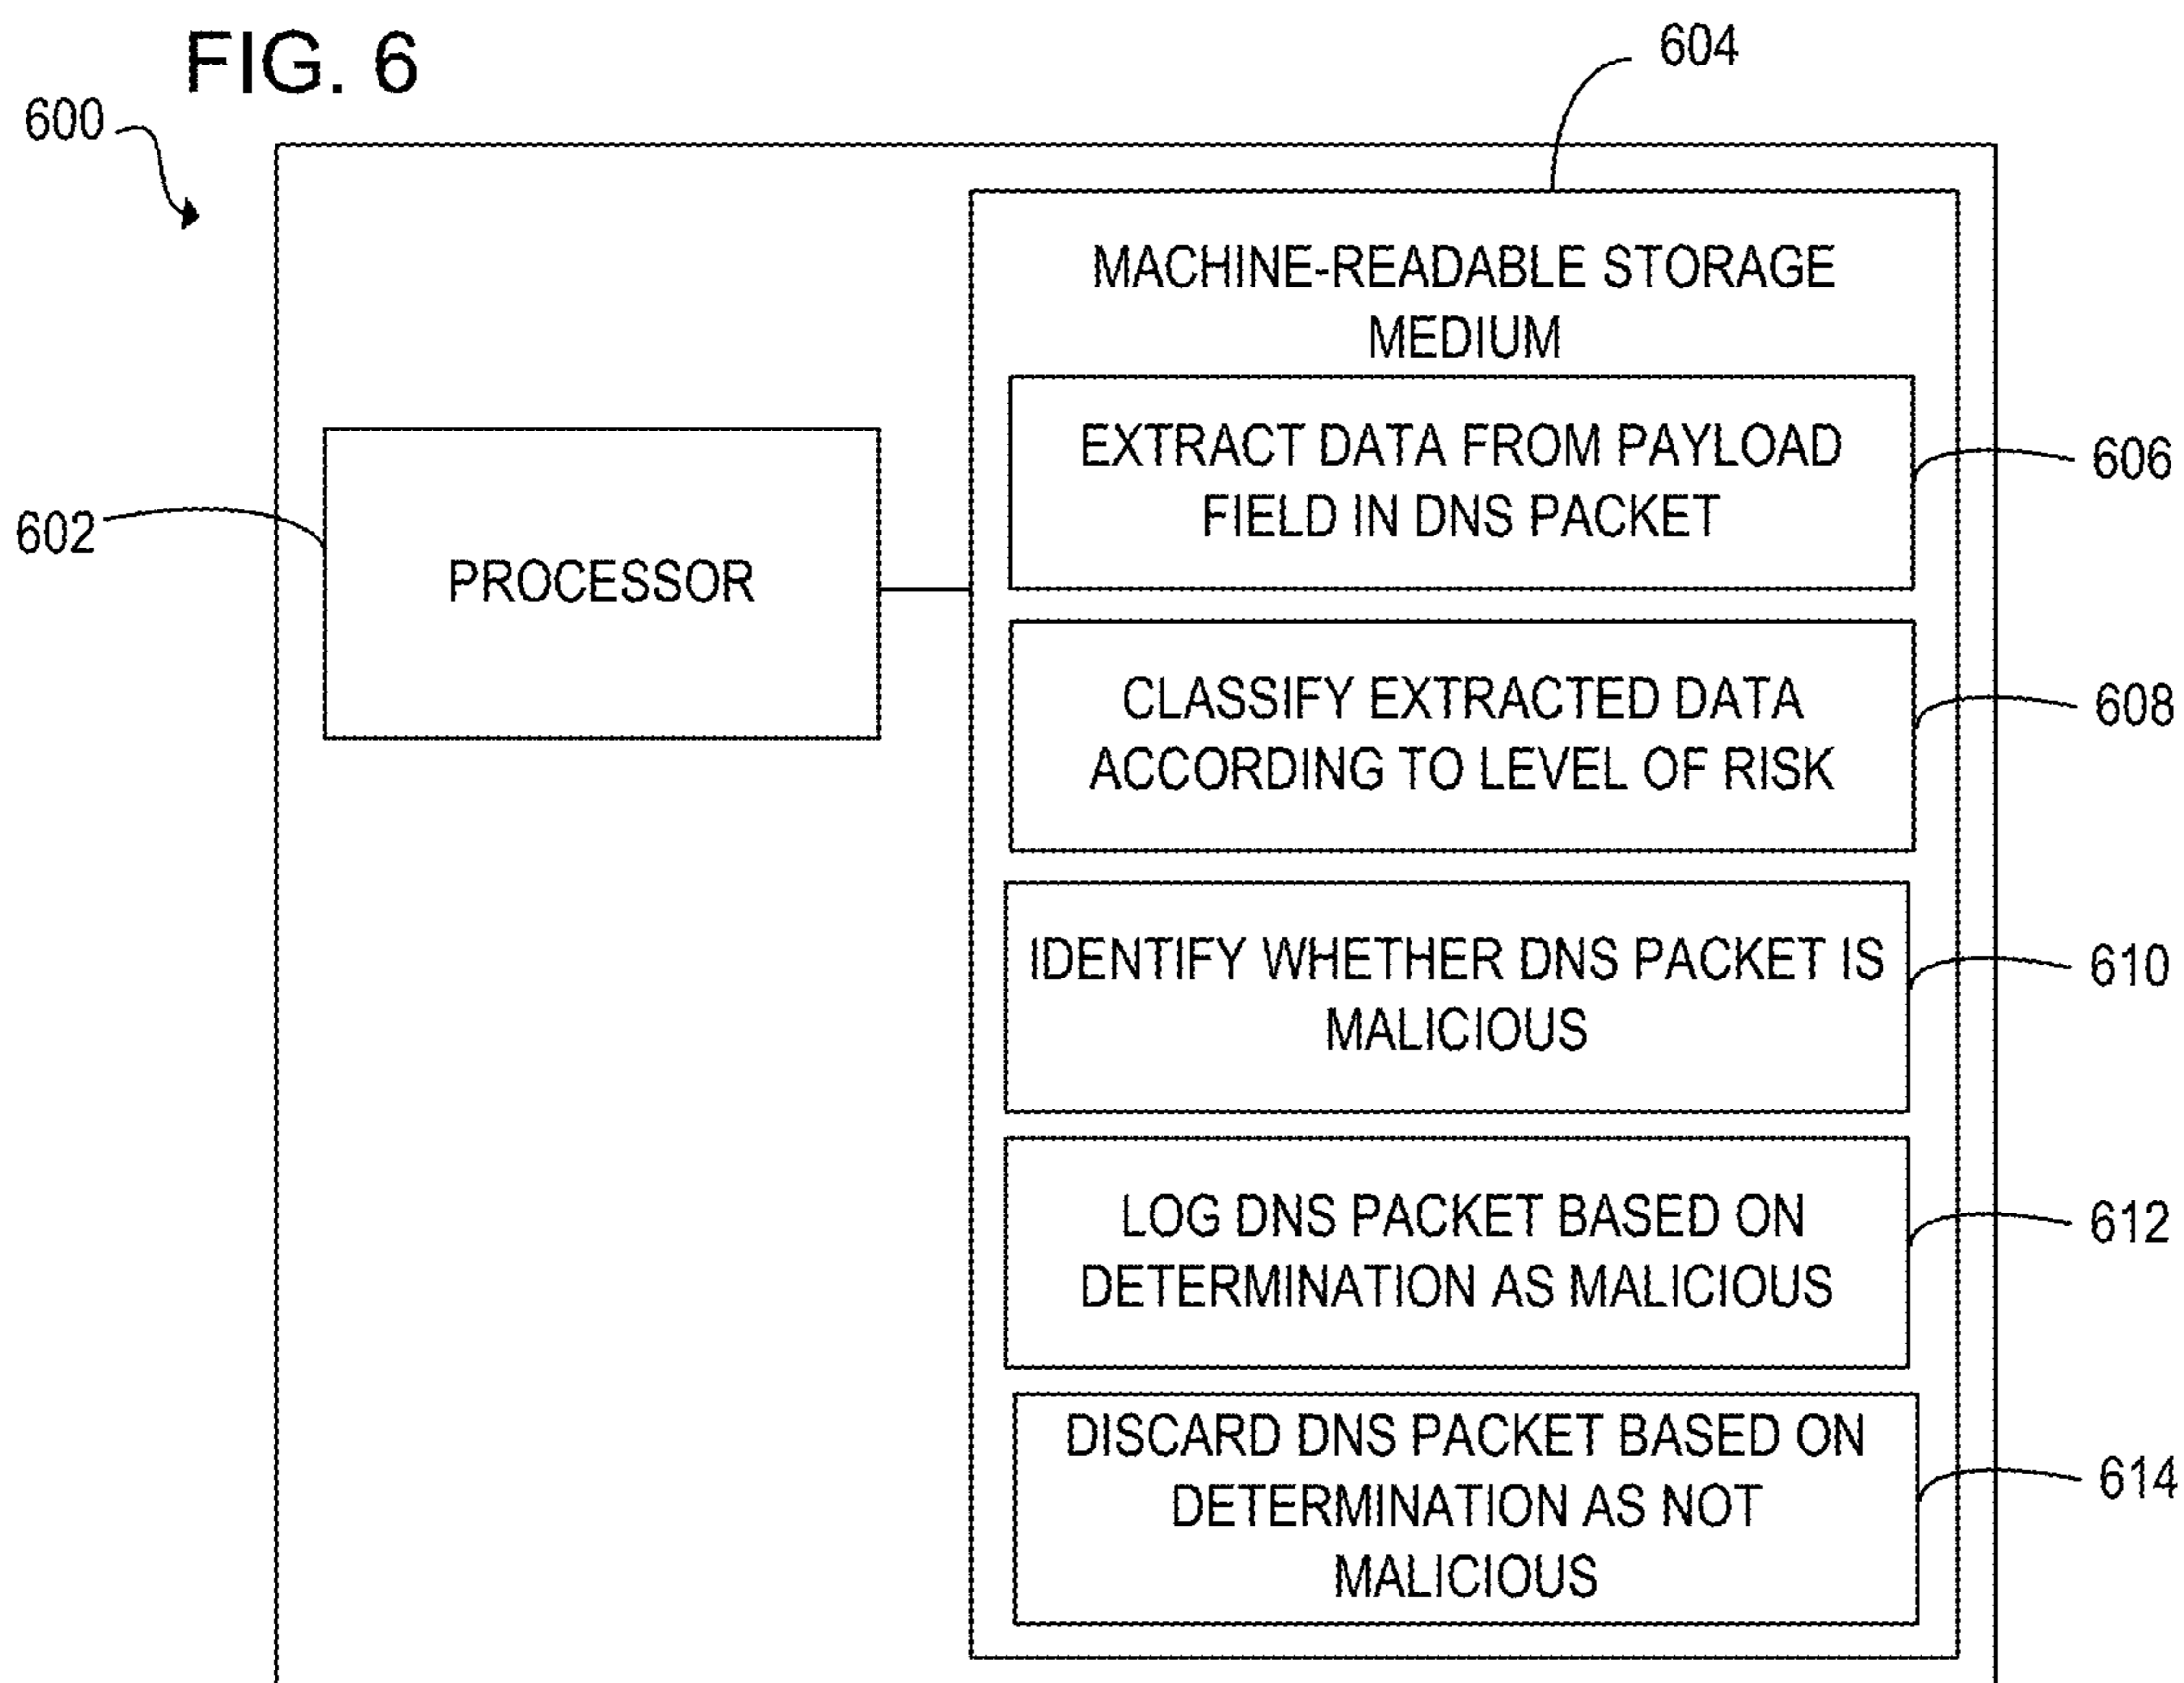 FIG. 6
604
600
MACHINE-READABLE STORAGE
MEDIUM
EXTRACT DATA FROM PAYLOAD
FIELD IN DNS PACKET
606
602
PROCESSOR
CLASSIFY EXTRACTED DATA
ACCORDING TO LEVEL OF RISK
608
IDENTIFY WHETHER DNS PACKET IS
MALICIOUS
610
LOG DNS PACKET BASED ON
DETERMINATION AS MALICIOUS
612
DISCARD DNS PACKET BASED ON
DETERMINATION AS NOT
MALICIOUS
614